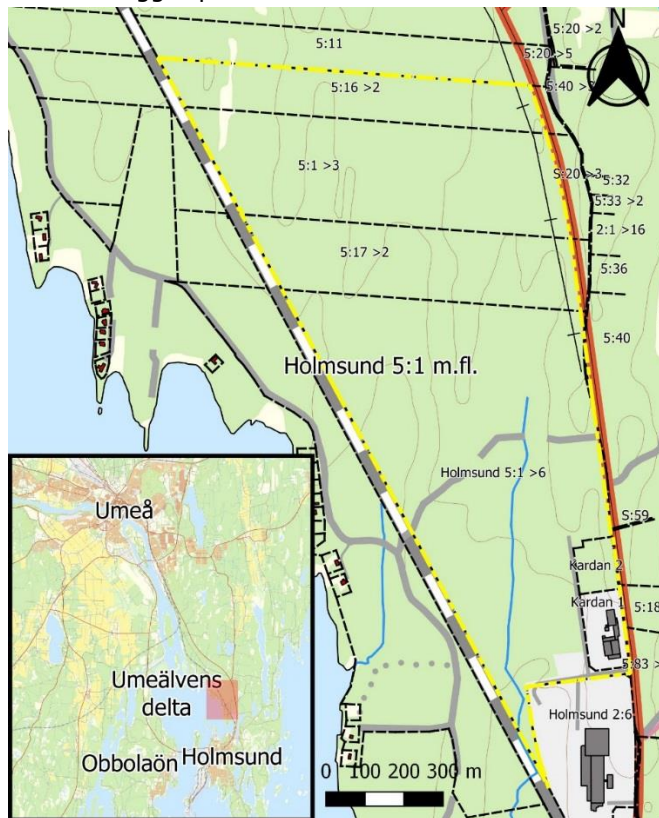 N
5:20 >2
5:11
5:20 >5
5:16 >2
5:40 >3
5:1 >3
S:20 >3
5:32
5:33 >2
2:1 >16
5:17 >2
5:36
5:40
Holmsund 5:1 m.fl.
Holmsund 5:1 >6
S:59
Kardan 2
Kardan 1
5:18
5:83 >
Holmsund 2:6
Umeå
Umeälvens
delta
Obbolaön
Holmsund
0 100 200 300 m